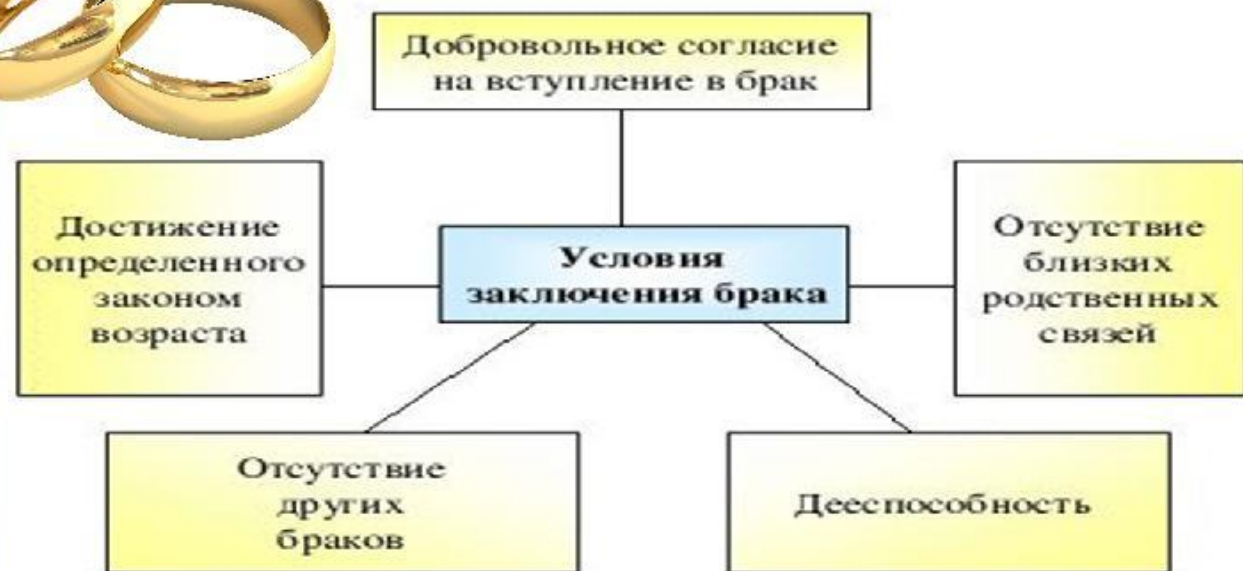 Добровольное согласие
на вступление в брак
Достижение
определенного
законом
возраста
Условия
заключения брака
Отсутствие
близких
родственных
связей
Отсутствие
других
браков
Дееспособность